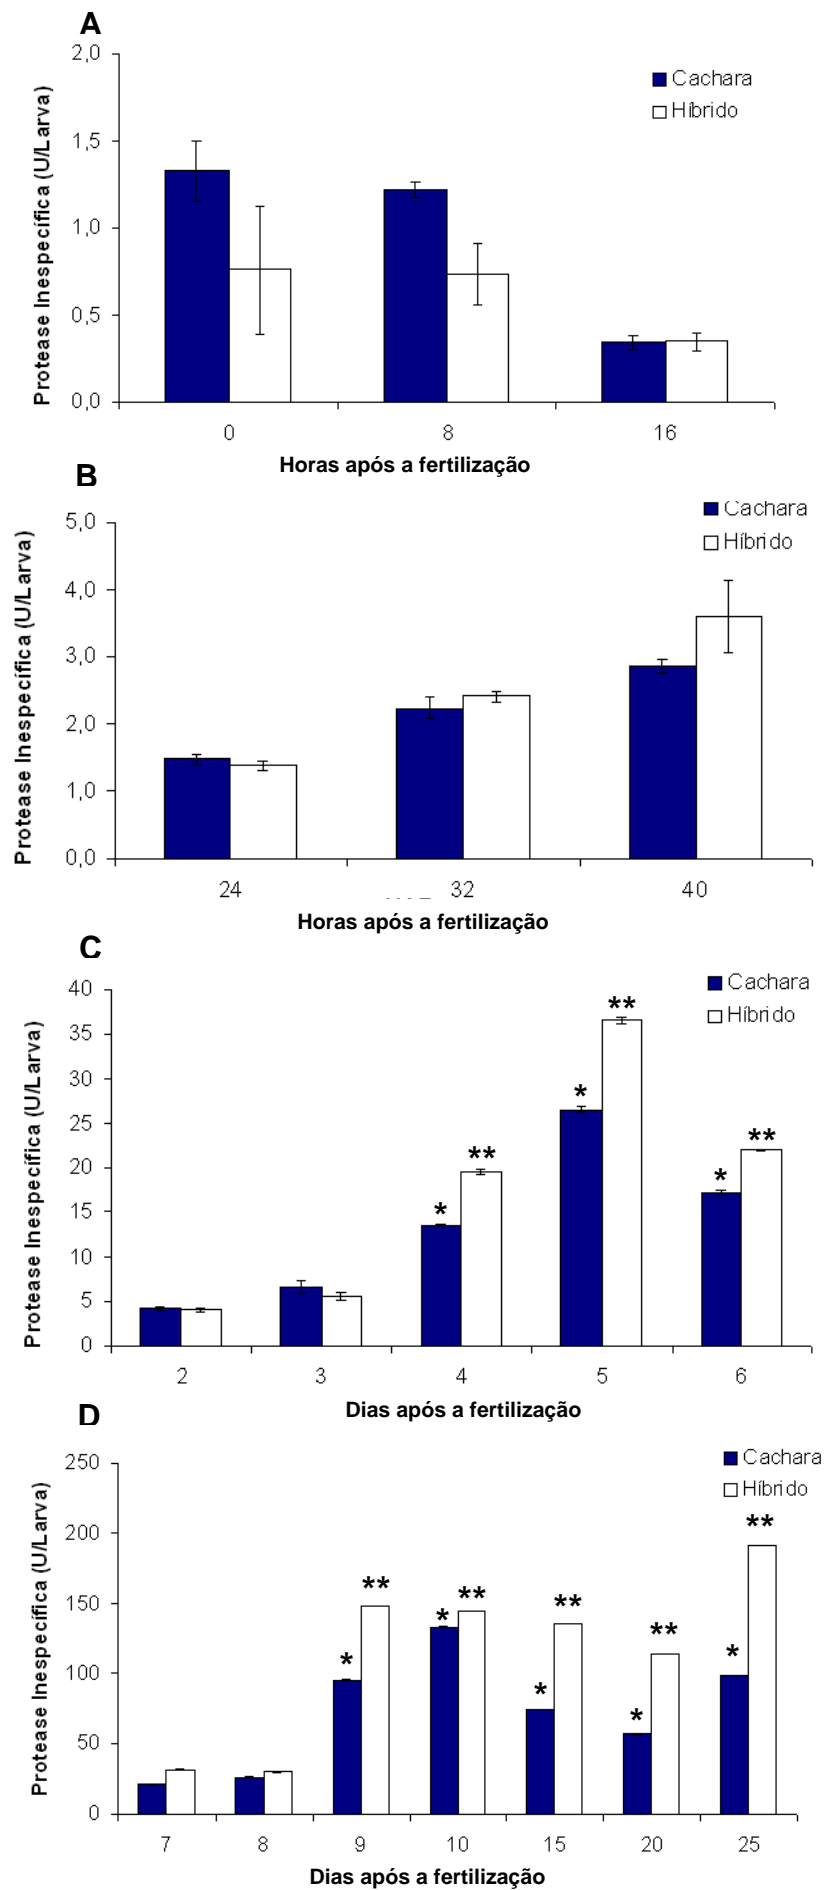 A
2,0
Cachara
Híbrido
1,5
1,0
0,5
0,0
Protease Inespecífica (U/Larva)
0 8 16
Horas após a fertilização
B
5,0
Cachara
Híbrido
4,0
3,0
2,0
1,0
0,0
Protease Inespecífica (U/Larva)
24 32 40
Horas após a fertilização
C
40
Cachara
Híbrido
35
30
25
20
15
10
5
0
Protease Inespecífica (U/Larva)
* ** * ** * **
2 3 4 5 6
Dias após a fertilização
D
250
Cachara
Híbrido
200
150
100
50
0
Protease Inespecífica (U/Larva)
* ** * ** * ** * ** * **
7 8 9 10 15 20 25
Dias após a fertilização